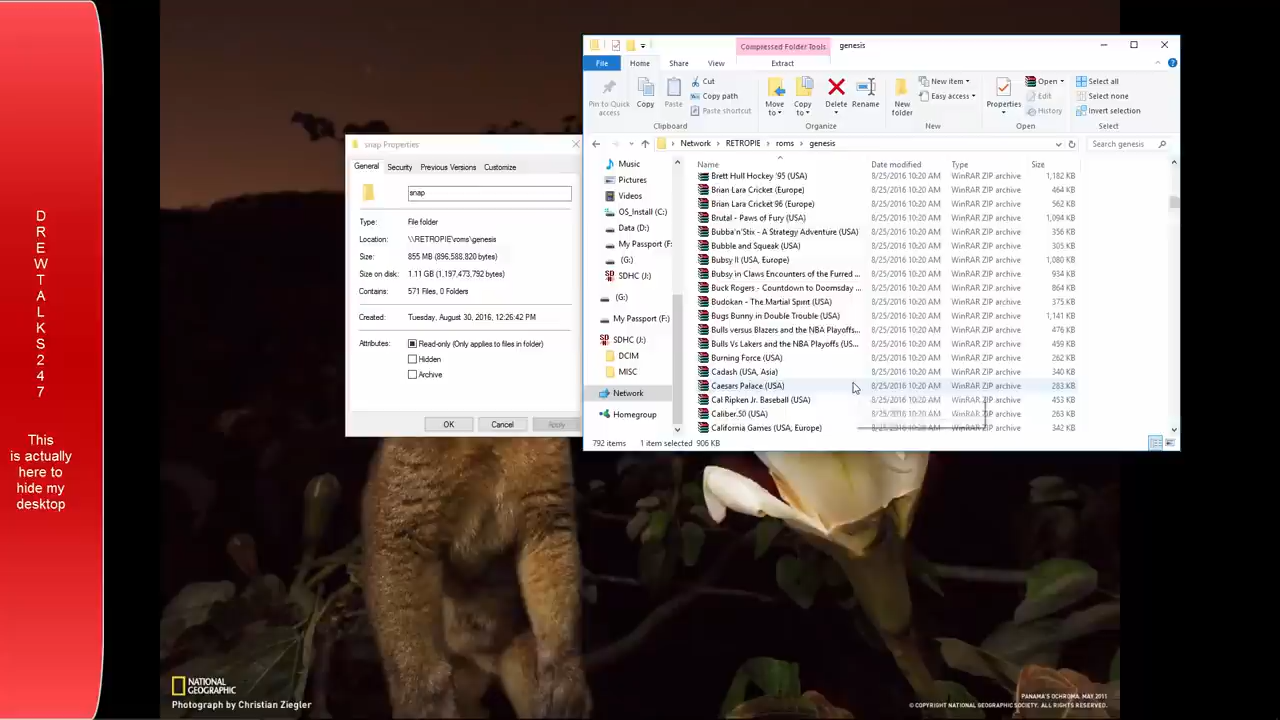 D
R
E
W
T
A
L
K
S
2
4
7
This
is actually
here to
hide my
desktop
snap Properties
General Security Previous Versions Customize
snap
Type: File folder
Location: \\RETROPIE\roms\genesis
Size: 855 MB (896,588,820 bytes)
Size on disk: 1.11 GB (1,197,473,792 bytes)
Contains: 571 Files, 0 Folders
Created: Tuesday, August 30, 2016, 12:26:42 PM
Attributes: Read-only (Only applies to files in folder)
Hidden
Archive
OK Cancel Apply
Compressed Folder Tools genesis
File Home Share View Extract
Pin to Quick access Copy Paste Cut Copy path Paste shortcut Move to Copy to Delete Rename New folder New item Easy access Properties Open Edit History Select all Select none Invert selection
Clipboard Organize New Open Select
Network RETROPIE roms genesis Search genesis
Music
Pictures
Videos
OS_Install (C:)
Data (D:)
My Passport (F:
(G:)
SDHC (J:)
(G:)
My Passport (F:)
SDHC (J:)
DCIM
MISC
Network
Homegroup
Name Date modified Type Size
Brett Hull Hockey '95 (USA) 8/25/2016 10:20 AM WinRAR ZIP archive 1,182 KB
Brian Lara Cricket (Europe) 8/25/2016 10:20 AM WinRAR ZIP archive 464 KB
Brian Lara Cricket 96 (Europe) 8/25/2016 10:20 AM WinRAR ZIP archive 562 KB
Brutal - Paws of Fury (USA) 8/25/2016 10:20 AM WinRAR ZIP archive 1,094 KB
Bubba'n'Stix - A Strategy Adventure (USA) 8/25/2016 10:20 AM WinRAR ZIP archive 356 KB
Bubble and Squeak (USA) 8/25/2016 10:20 AM WinRAR ZIP archive 305 KB
Bubsy II (USA, Europe) 8/25/2016 10:20 AM WinRAR ZIP archive 1,080 KB
Bubsy in Claws Encounters of the Furred ... 8/25/2016 10:20 AM WinRAR ZIP archive 934 KB
Buck Rogers - Countdown to Doomsday ... 8/25/2016 10:20 AM WinRAR ZIP archive 864 KB
Budokan - The Martial Spirit (USA) 8/25/2016 10:20 AM WinRAR ZIP archive 375 KB
Bugs Bunny in Double Trouble (USA) 8/25/2016 10:20 AM WinRAR ZIP archive 1,141 KB
Bulls versus Blazers and the NBA Playoffs... 8/25/2016 10:20 AM WinRAR ZIP archive 476 KB
Bulls Vs Lakers and the NBA Playoffs (US... 8/25/2016 10:20 AM WinRAR ZIP archive 459 KB
Burning Force (USA) 8/25/2016 10:20 AM WinRAR ZIP archive 262 KB
Cadash (USA, Asia) 8/25/2016 10:20 AM WinRAR ZIP archive 340 KB
Caesars Palace (USA) 8/25/2016 10:20 AM WinRAR ZIP archive 283 KB
Cal Ripken Jr. Baseball (USA) 8/25/2016 10:20 AM WinRAR ZIP archive 453 KB
Caliber.50 (USA) 8/25/2016 10:20 AM WinRAR ZIP archive 263 KB
California Games (USA, Europe) 8/25/2016 10:20 AM WinRAR ZIP archive 342 KB
792 items 1 item selected 906 KB
NATIONAL
GEOGRAPHIC
Photograph by Christian Ziegler
PANAMA'S OCHROMA, MAY 2011
© COPYRIGHT NATIONAL GEOGRAPHIC SOCIETY. ALL RIGHTS RESERVED.